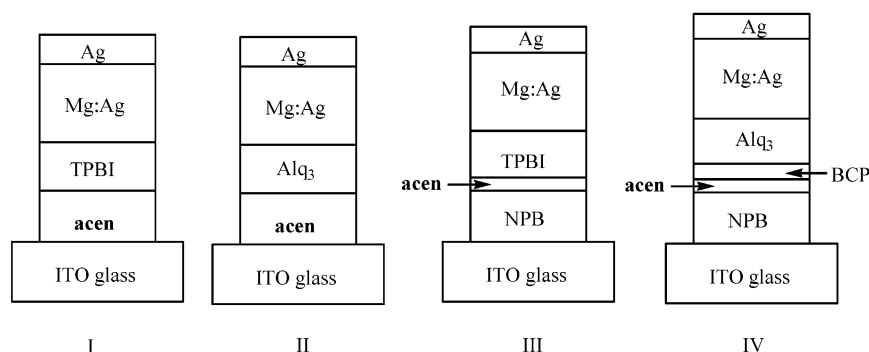 Ag
Mg:Ag
TPBI
acen
ITO glass
I
Ag
Mg:Ag
Alq3
acen
ITO glass
II
Ag
Mg:Ag
TPBI
acen
NPB
ITO glass
III
Ag
Mg:Ag
Alq3
BCP
acen
NPB
ITO glass
IV